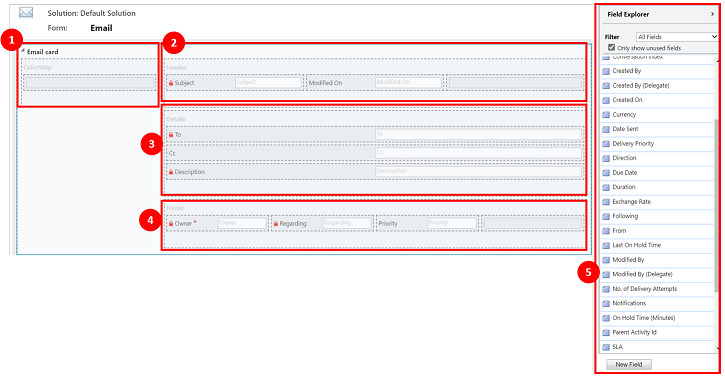 Solution: Default Solution
Form: Email
1
Email card
ColorStrip
2
Header
Subject Subject Modified On Modified On
3
Details
To To
Cc Cc
Description Description
4
Footer
Owner * Owner Regarding Regarding Priority Priority
5
Field Explorer >
Filter All Fields
Only show unused fields
Conversation Index
Created By
Created By (Delegate)
Created On
Currency
Date Sent
Delivery Priority
Direction
Due Date
Duration
Exchange Rate
Following
From
Last On Hold Time
Modified By
Modified By (Delegate)
No. of Delivery Attempts
Notifications
On Hold Time (Minutes)
Parent Activity Id
SLA
New Field